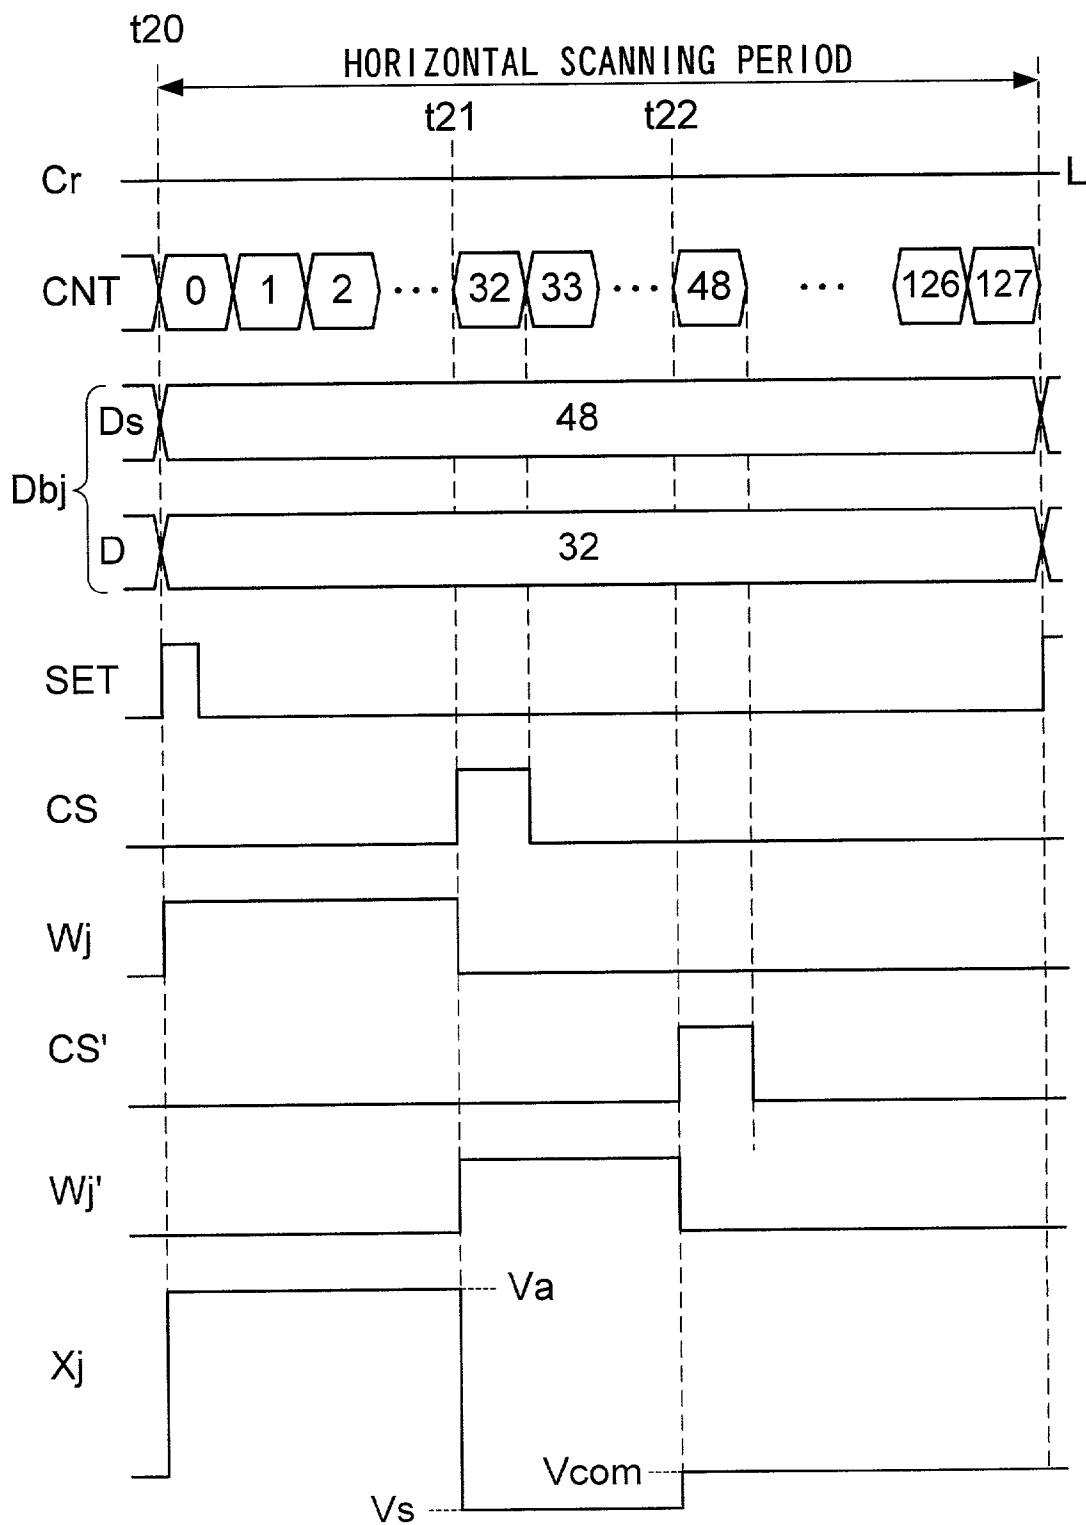 t20
HORIZONTAL SCANNING PERIOD
t21 t22
Cr L
CNT 0 1 2 ··· 32 33 ··· 48 ··· 126 127
Ds 48
Dbj
D 32
SET
CS
Wj
CS'
Wj'
Va
Xj
Vcom
Vs